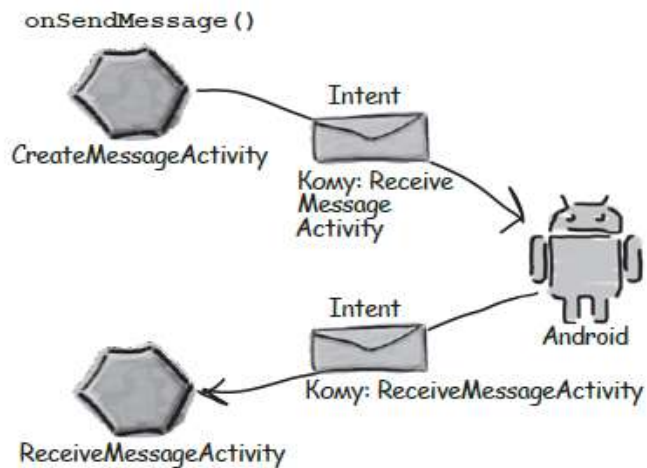 onSendMessage()
Intent
CreateMessageActivity
Кому: Receive
Message
Activity
Intent
Android
Кому: ReceiveMessageActivity
ReceiveMessageActivity